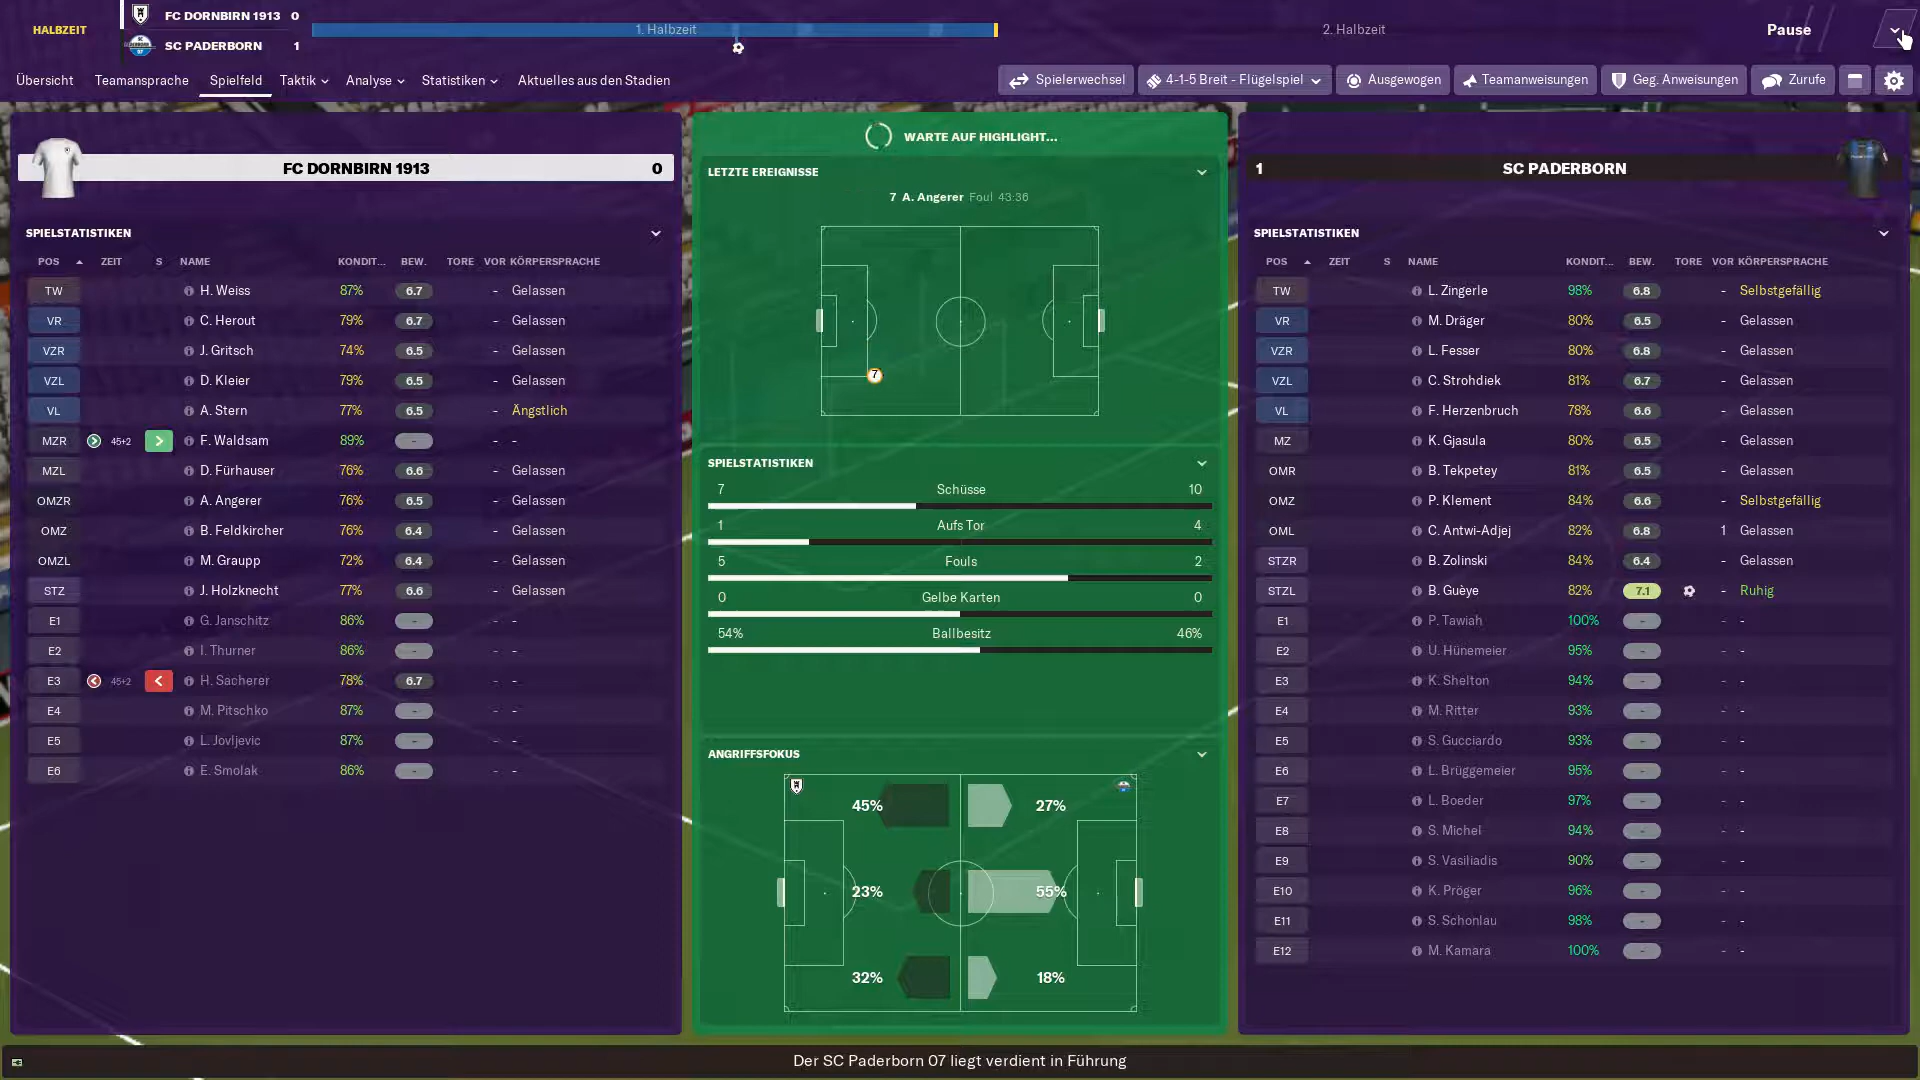 HALBZEIT
FC DORNBIRN 1913 0
SC PADERBORN 1
1. Halbzeit
2. Halbzeit
Pause
Übersicht Teamansprache Spielfeld Taktik Analyse Statistiken Aktuelles aus den Stadien
Spielerwechsel 4-1-5 Breit - Flügelspiel Ausgewogen Teamanweisungen Geg. Anweisungen Zurufe
FC DORNBIRN 1913 0
SPIELSTATISTIKEN
POS ZEIT S NAME KONDIT... BEW. TORE VOR KÖRPERSPRACHE
TW H. Weiss 87% 6.7 - Gelassen
VR C. Herout 79% 6.7 - Gelassen
VZR J. Gritsch 74% 6.5 - Gelassen
VZL D. Kleier 79% 6.5 - Gelassen
VL A. Stern 77% 6.5 - Ängstlich
MZR 45+2 F. Waldsam 89% - - -
MZL D. Fürhauser 76% 6.6 - Gelassen
OMZR A. Angerer 76% 6.5 - Gelassen
OMZ B. Feldkircher 76% 6.4 - Gelassen
OMZL M. Graupp 72% 6.4 - Gelassen
STZ J. Holzknecht 77% 6.6 - Gelassen
E1 G. Janschitz 86% - - -
E2 I. Thurner 86% - - -
E3 45+2 H. Sacherer 78% 6.7 - -
E4 M. Pitschko 87% - - -
E5 L. Jovljevic 87% - - -
E6 E. Smolak 86% - - -
WARTE AUF HIGHLIGHT...
LETZTE EREIGNISSE
7 A. Angerer Foul 43:36
7
SPIELSTATISTIKEN
7 Schüsse 10
1 Aufs Tor 4
5 Fouls 2
0 Gelbe Karten 0
54% Ballbesitz 46%
ANGRIFFSFOKUS
45% 27%
23% 55%
32% 18%
1 SC PADERBORN
SPIELSTATISTIKEN
POS ZEIT S NAME KONDIT... BEW. TORE VOR KÖRPERSPRACHE
TW L. Zingerle 98% 6.8 - Selbstgefällig
VR M. Dräger 80% 6.5 - Gelassen
VZR L. Fesser 80% 6.8 - Gelassen
VZL C. Strohdiek 81% 6.7 - Gelassen
VL F. Herzenbruch 78% 6.6 - Gelassen
MZ K. Gjasula 80% 6.5 - Gelassen
OMR B. Tekpetey 81% 6.5 - Gelassen
OMZ P. Klement 84% 6.6 - Selbstgefällig
OML C. Antwi-Adjej 82% 6.8 1 Gelassen
STZR B. Zolinski 84% 6.4 - Gelassen
STZL B. Guèye 82% 7.1 - Ruhig
E1 P. Tawiah 100% - - -
E2 U. Hünemeier 95% - - -
E3 K. Shelton 94% - - -
E4 M. Ritter 93% - - -
E5 S. Gucciardo 93% - - -
E6 L. Brüggemeier 95% - - -
E7 L. Boeder 97% - - -
E8 S. Michel 94% - - -
E9 S. Vasiliadis 90% - - -
E10 K. Pröger 96% - - -
E11 S. Schonlau 98% - - -
E12 M. Kamara 100% - - -
Der SC Paderborn 07 liegt verdient in Führung